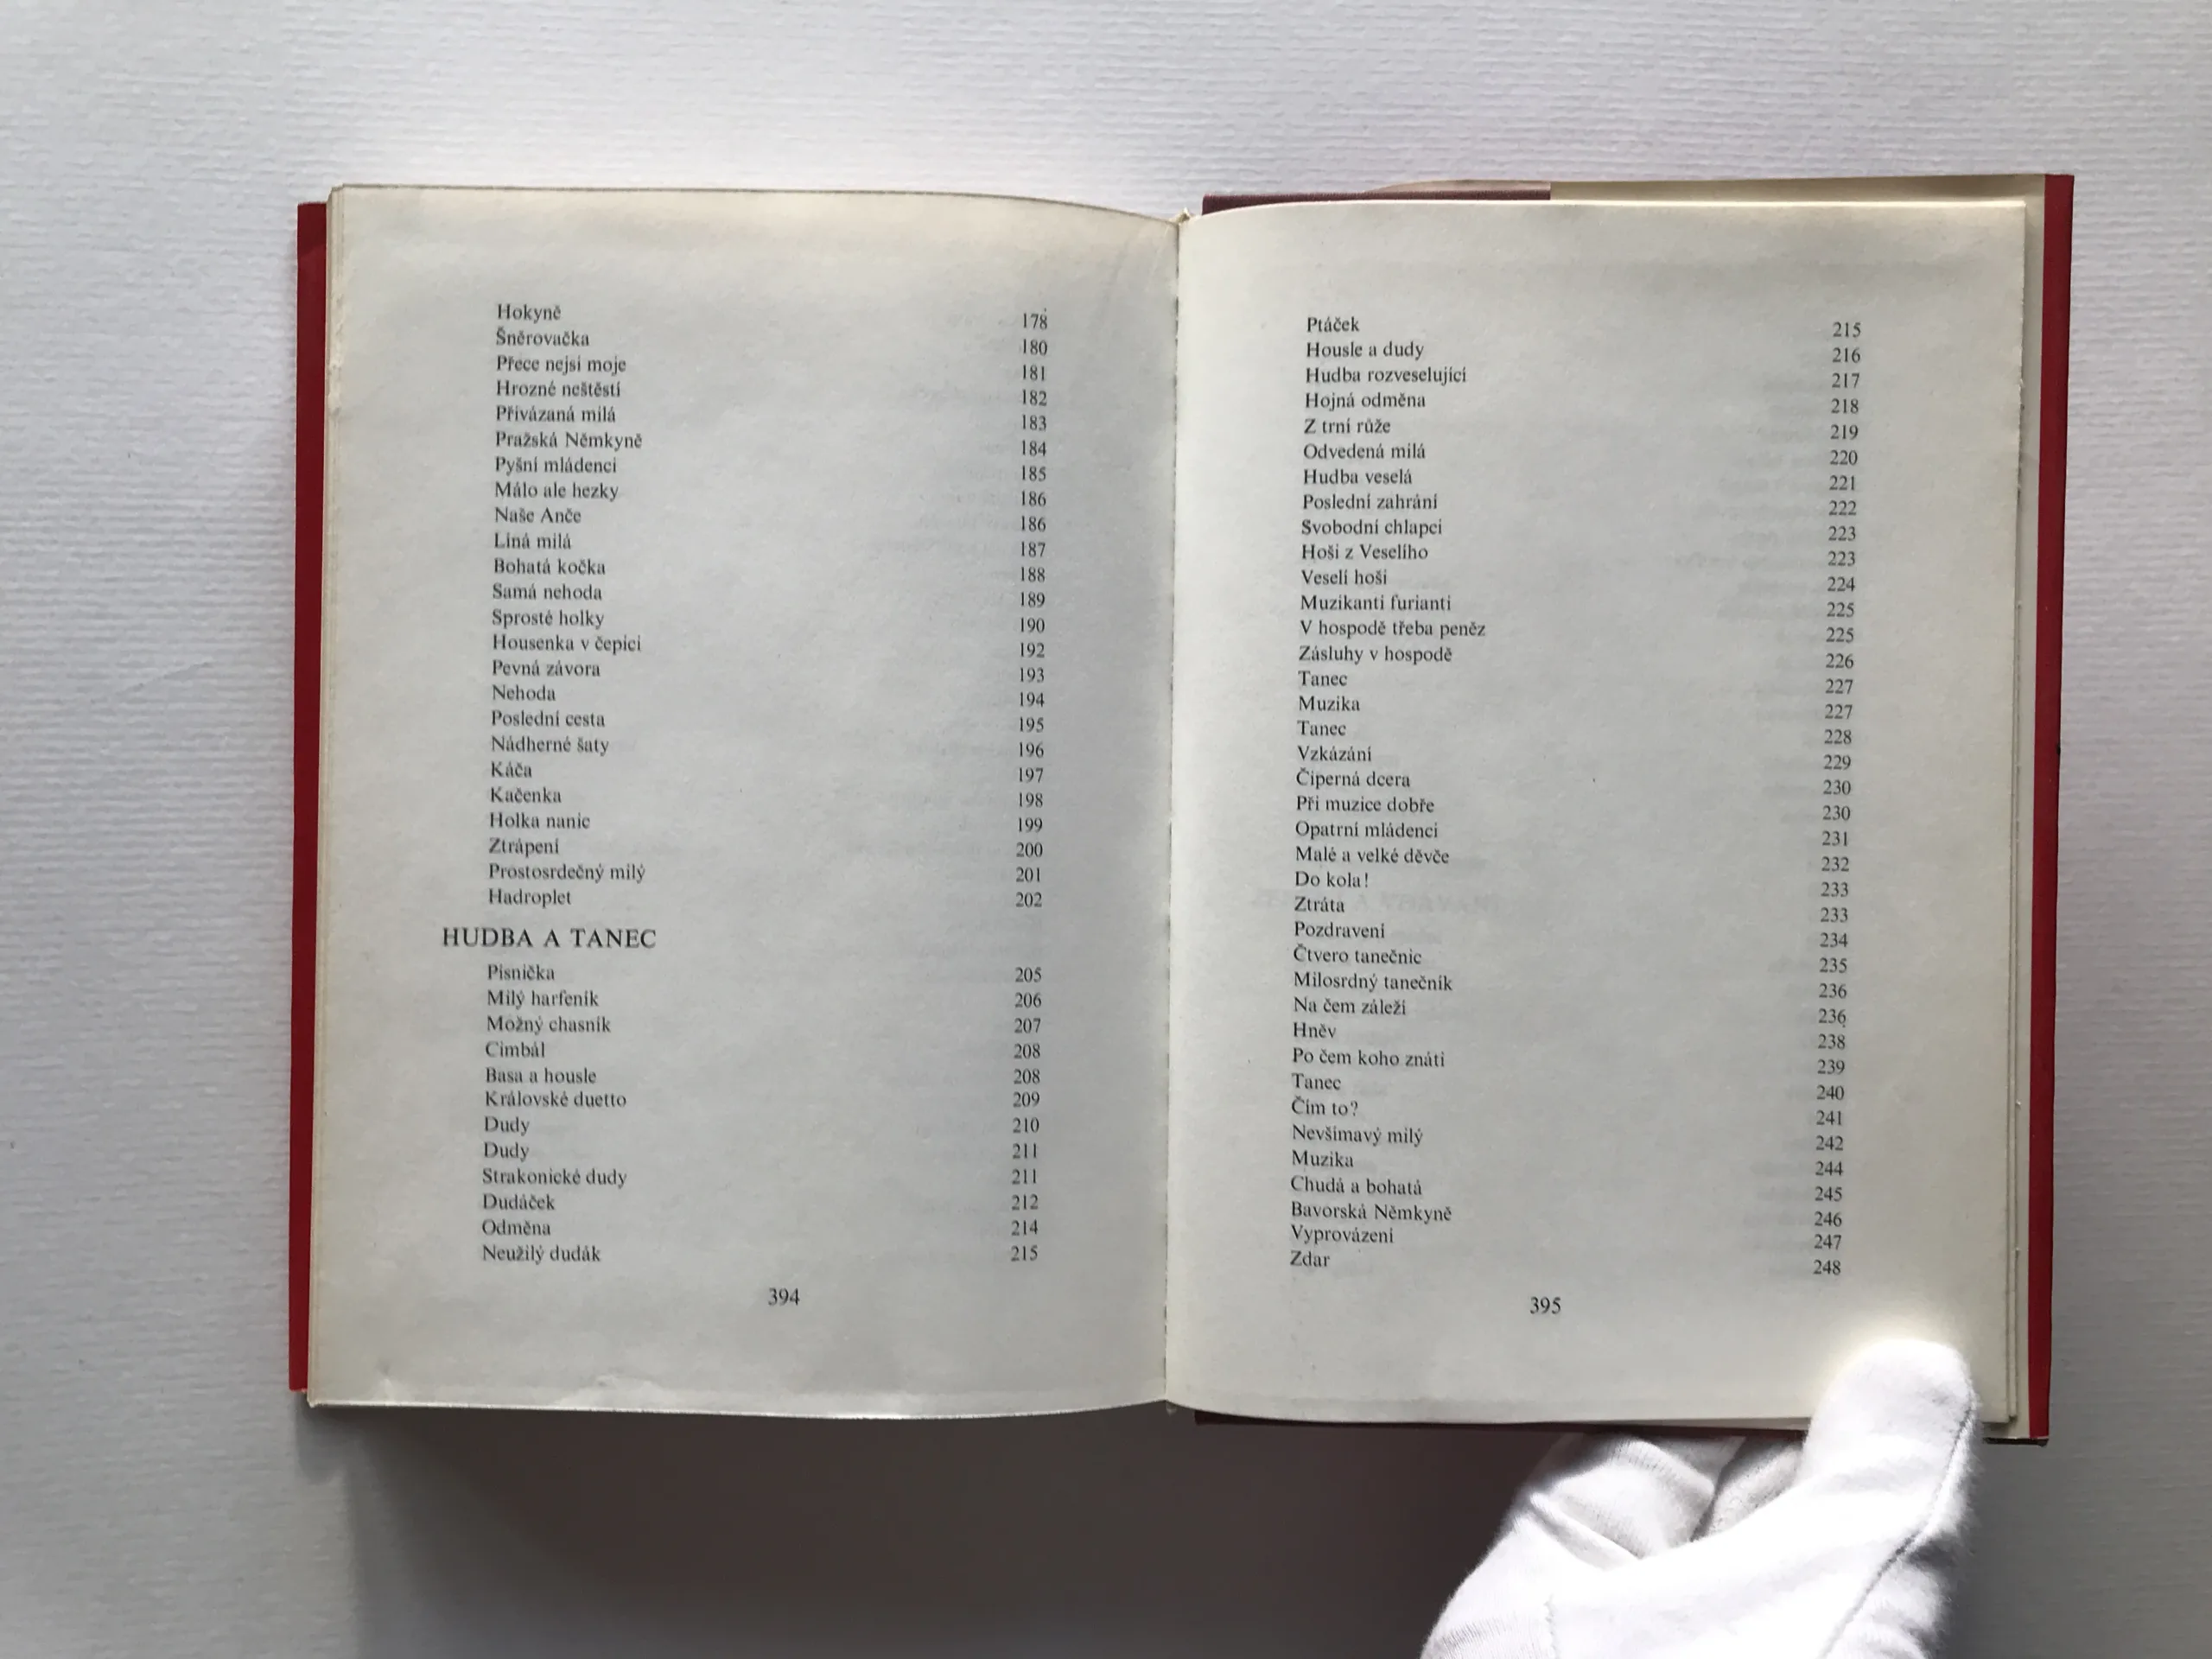 Hokyně 178
Šněrovačka 180
Přece nejsi moje 181
Hrozné neštěstí 182
Přivázaná milá 183
Pražská Němkyně 184
Pyšní mládenci 185
Málo ale hezky 186
Naše Anče 186
Líná milá 187
Bohatá kočka 188
Samá nehoda 189
Sprosté holky 190
Housenka v čepici 192
Pevná závora 193
Nehoda 194
Poslední cesta 195
Nádherné šaty 196
Káča 197
Kačenka 198
Holka nanic 199
Ztrápení 200
Prostosrdečný milý 201
Hadroplet 202
HUDBA A TANEC
Písnička 205
Milý harfeník 206
Možný chasník 207
Cimbál 208
Basa a housle 208
Královské duetto 209
Dudy 210
Dudy 211
Strakonické dudy 211
Dudáček 212
Odměna 214
Neužilý dudák 215
394
Ptáček 215
Housle a dudy 216
Hudba rozveselující 217
Hojná odměna 218
Z trní růže 219
Odvedená milá 220
Hudba veselá 221
Poslední zahrání 222
Svobodní chlapci 223
Hoši z Veselího 223
Veselí hoši 224
Muzikanti furianti 225
V hospodě třeba peněz 225
Zásluhy v hospodě 226
Tanec 227
Muzika 227
Tanec 228
Vzkázání 229
Čiperná dcera 230
Při muzice dobře 230
Opatrní mládenci 231
Malé a velké děvče 232
Do kola! 233
Ztráta 233
Pozdravení 234
Čtvero tanečnic 235
Milosrdný tanečník 236
Na čem záleží 236
Hněv 238
Po čem koho znáti 239
Tanec 240
Čím to? 241
Nevšímavý milý 242
Muzika 244
Chudá a bohatá 245
Bavorská Němkyně 246
Vyprovázení 247
Zdar 248
395